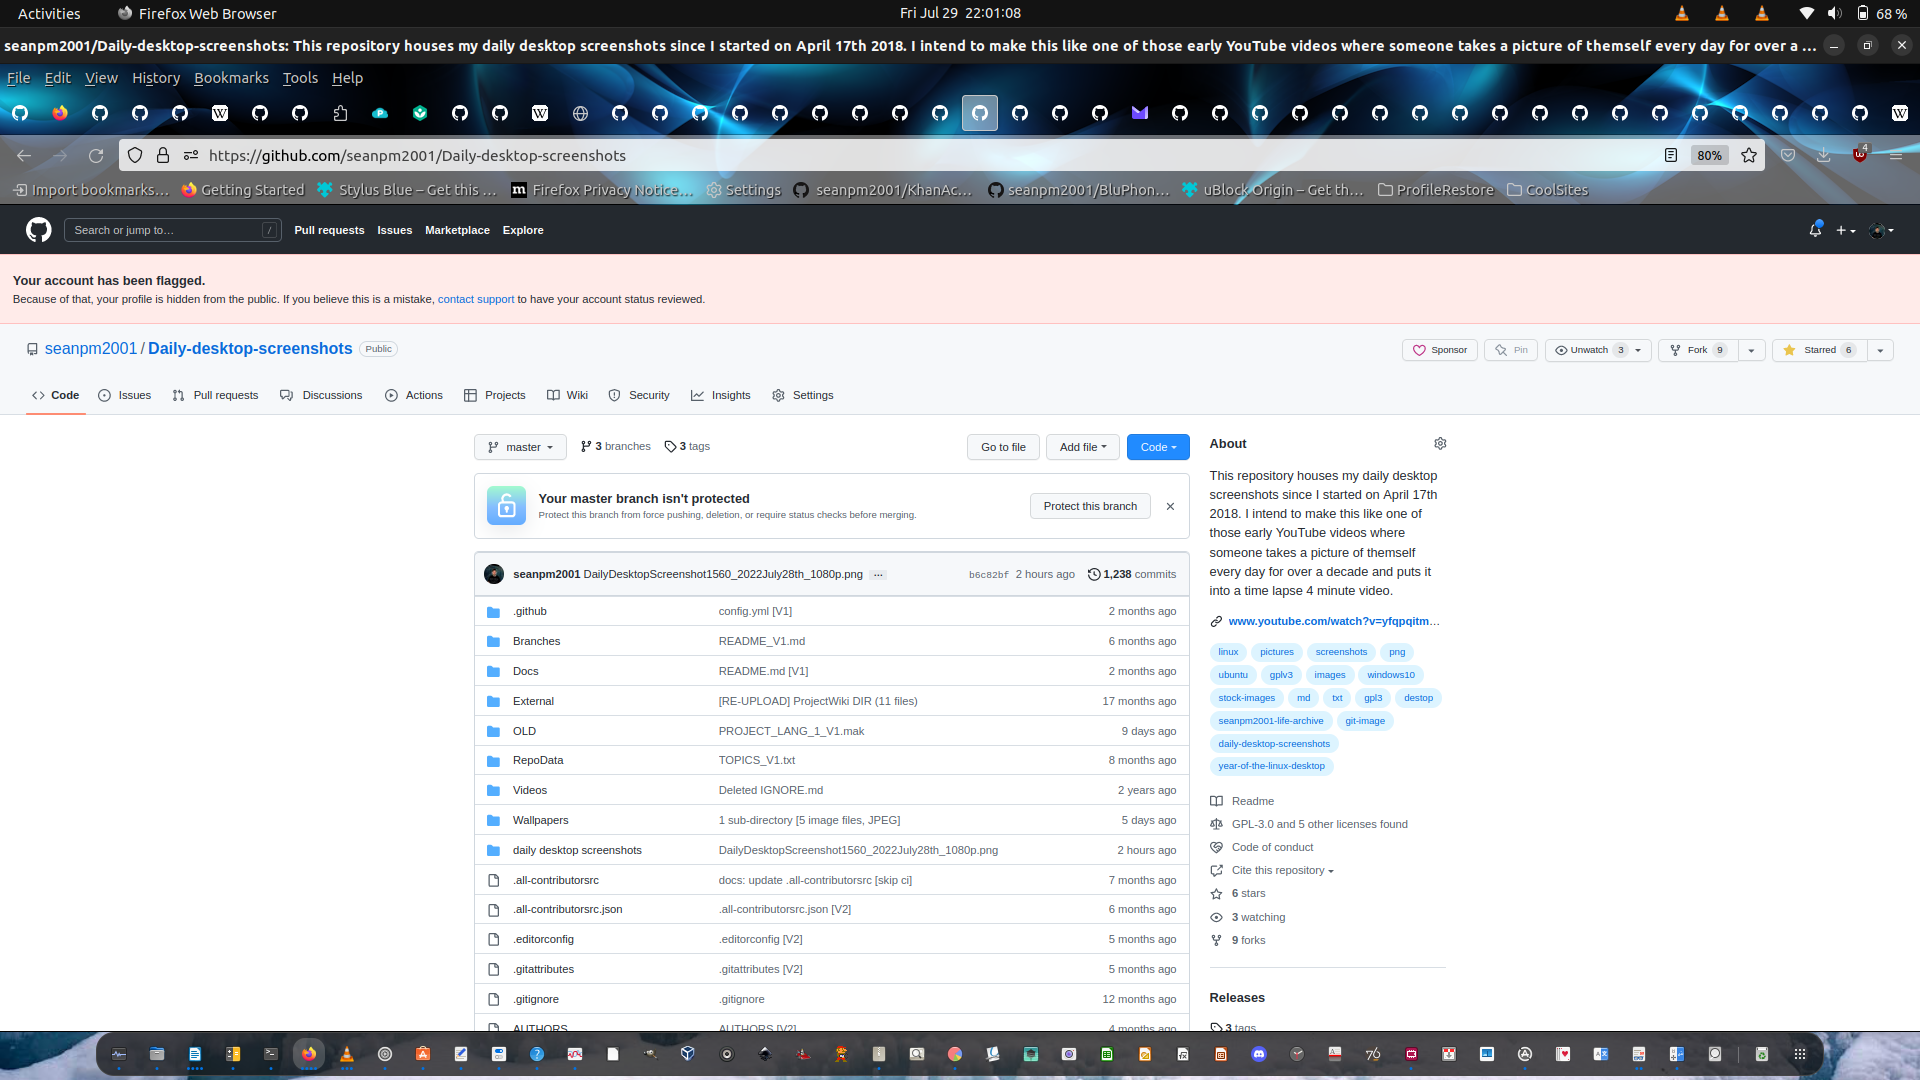 Activities Firefox Web Browser Fri Jul 29 22:01:08 68 %
seanpm2001/Daily-desktop-screenshots: This repository houses my daily desktop screenshots since I started on April 17th 2018. I intend to make this like one of those early YouTube videos where someone takes a picture of themself every day for over a ...
File Edit View History Bookmarks Tools Help
https://github.com/seanpm2001/Daily-desktop-screenshots 80% 4
Import bookmarks... Getting Started Stylus Blue – Get this ... Firefox Privacy Notice... Settings seanpm2001/KhanAc... seanpm2001/BluPhon... uBlock Origin – Get th... ProfileRestore CoolSites
Search or jump to... / Pull requests Issues Marketplace Explore
Your account has been flagged.
Because of that, your profile is hidden from the public. If you believe this is a mistake, contact support to have your account status reviewed.
seanpm2001 / Daily-desktop-screenshots Public Sponsor Pin Unwatch 3 Fork 9 Starred 6
Code Issues Pull requests Discussions Actions Projects Wiki Security Insights Settings
master 3 branches 3 tags Go to file Add file Code
Your master branch isn't protected
Protect this branch from force pushing, deletion, or require status checks before merging.
Protect this branch
seanpm2001 DailyDesktopScreenshot1560_2022July28th_1080p.png ... b6c82bf 2 hours ago 1,238 commits
.github config.yml [V1] 2 months ago
Branches README_V1.md 6 months ago
Docs README.md [V1] 2 months ago
External [RE-UPLOAD] ProjectWiki DIR (11 files) 17 months ago
OLD PROJECT_LANG_1_V1.mak 9 days ago
RepoData TOPICS_V1.txt 8 months ago
Videos Deleted IGNORE.md 2 years ago
Wallpapers 1 sub-directory [5 image files, JPEG] 5 days ago
daily desktop screenshots DailyDesktopScreenshot1560_2022July28th_1080p.png 2 hours ago
.all-contributorsrc docs: update .all-contributorsrc [skip ci] 7 months ago
.all-contributorsrc.json .all-contributorsrc.json [V2] 6 months ago
.editorconfig .editorconfig [V2] 5 months ago
.gitattributes .gitattributes [V2] 5 months ago
.gitignore .gitignore 12 months ago
AUTHORS AUTHORS [V2] 4 months ago
About
This repository houses my daily desktop
screenshots since I started on April 17th
2018. I intend to make this like one of
those early YouTube videos where
someone takes a picture of themself
every day for over a decade and puts it
into a time lapse 4 minute video.
www.youtube.com/watch?v=yfqpqitm...
linux pictures screenshots png
ubuntu gplv3 images windows10
stock-images md txt gpl3 destop
seanpm2001-life-archive git-image
daily-desktop-screenshots
year-of-the-linux-desktop
Readme
GPL-3.0 and 5 other licenses found
Code of conduct
Cite this repository
6 stars
3 watching
9 forks
Releases
3 tags